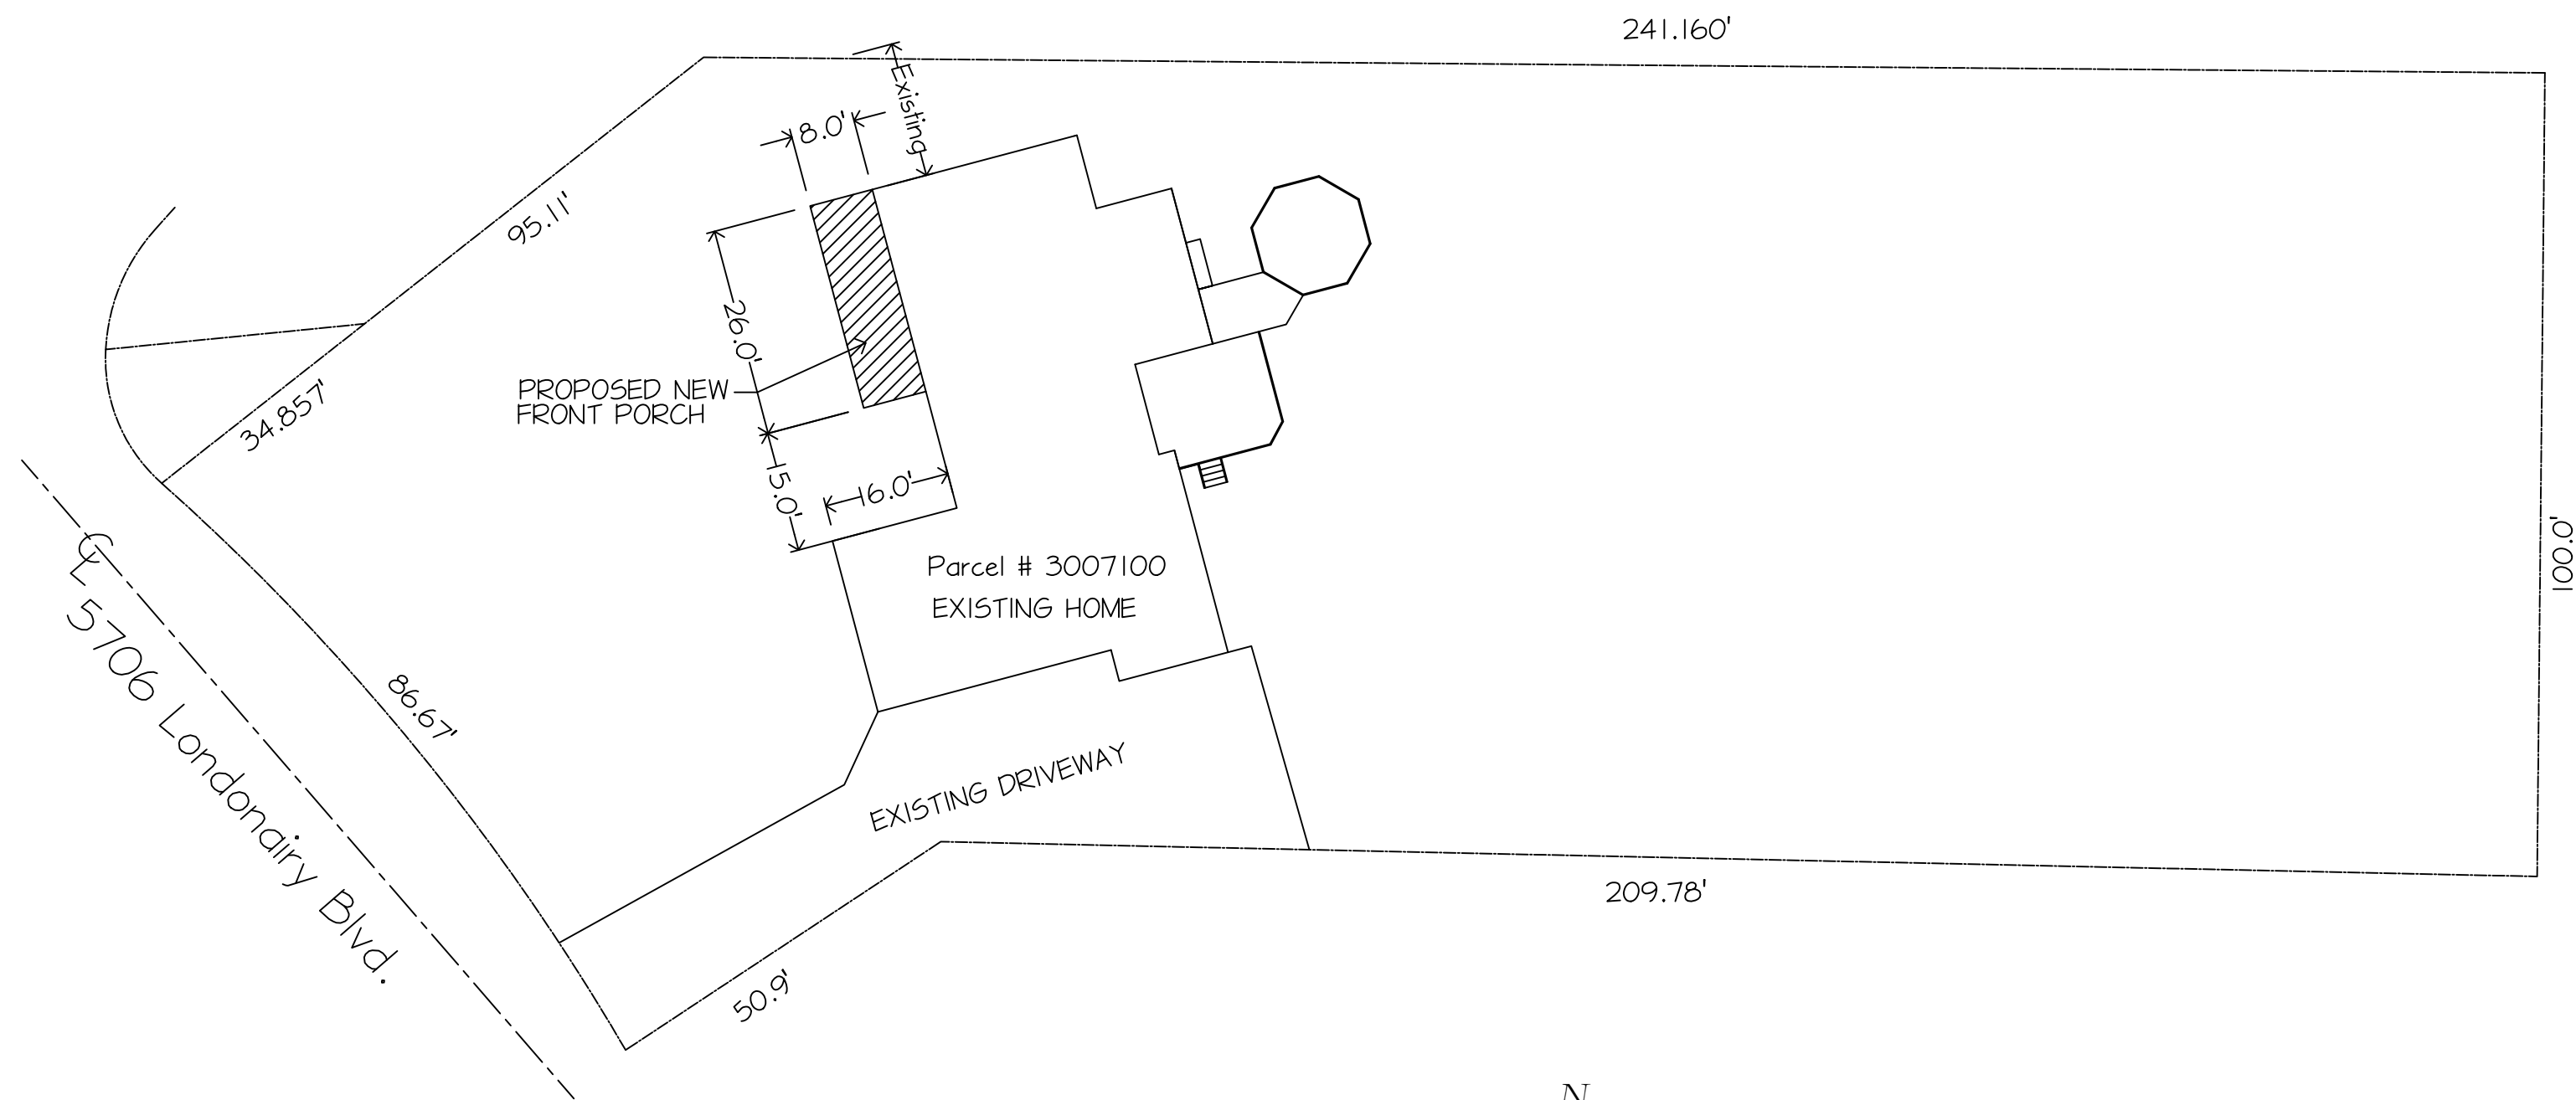 241.160'
Existing
8.0'
95.11'
26.0'
PROPOSED NEW
FRONT PORCH
34.857'
15.0'
16.0'
100.0'
Parcel # 3007100
EXISTING HOME
℄ 5706 Londonairy Blvd.
86.67'
EXISTING DRIVEWAY
209.78'
50.9'
N